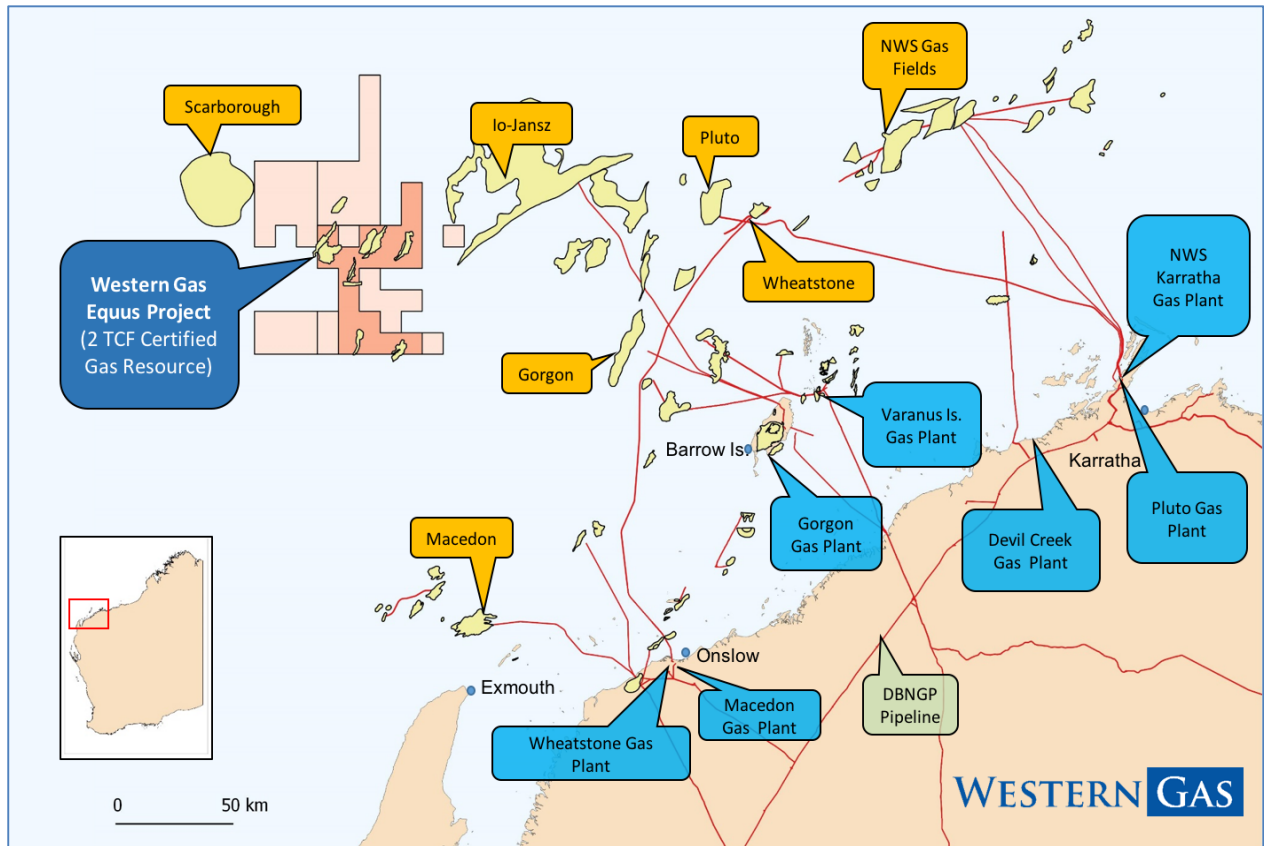 NWS Gas
Fields
Scarborough
Io-Jansz
Pluto
Western Gas
Equus Project
(2 TCF Certified
Gas Resource)
Wheatstone
NWS
Karratha
Gas Plant
Gorgon
Varanus Is.
Gas Plant
Barrow Is.
Karratha
Pluto Gas
Plant
Gorgon
Gas Plant
Devil Creek
Gas Plant
Macedon
Onslow
Exmouth
Macedon
Gas Plant
DBNGP
Pipeline
Wheatstone Gas
Plant
0 50 km
WESTERN GAS